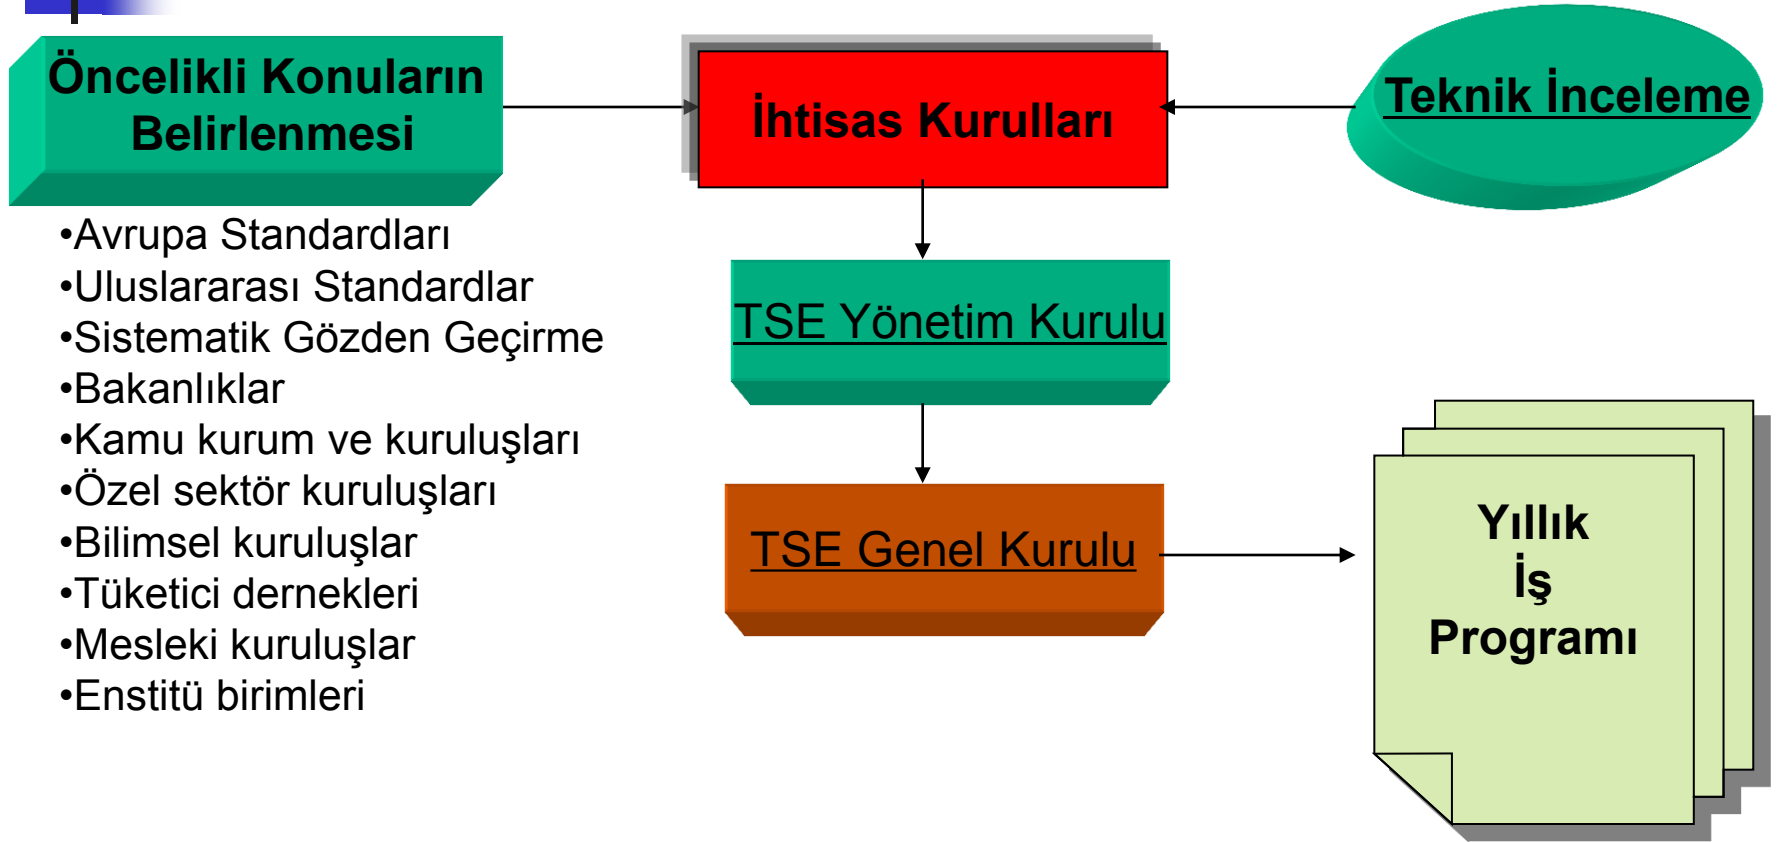 Öncelikli Konuların
Belirlenmesi
İhtisas Kurulları
Teknik İnceleme
•Avrupa Standardları
•Uluslararası Standardlar
•Sistematik Gözden Geçirme
•Bakanlıklar
•Kamu kurum ve kuruluşları
•Özel sektör kuruluşları
•Bilimsel kuruluşlar
•Tüketici dernekleri
•Mesleki kuruluşlar
•Enstitü birimleri
TSE Yönetim Kurulu
TSE Genel Kurulu
Yıllık
İş
Programı